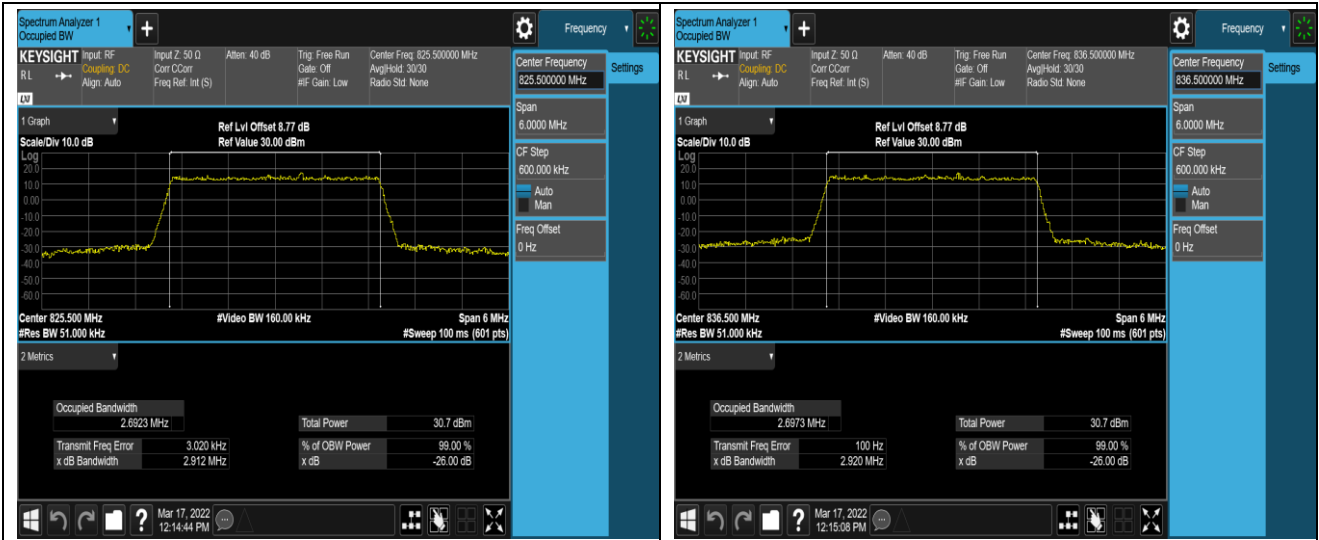 Spectrum Analyzer 1
Occupied BW
+
Frequency
KEYSIGHT Input: RF Input Z: 50 Ω Atten: 40 dB Trig: Free Run Center Freq: 825.500000 MHz
RL Coupling: DC Corr CCorr Gate: Off Avg|Hold: 30/30
Align: Auto Freq Ref: Int (S) #IF Gain: Low Radio Std: None
LXI
Center Frequency
825.500000 MHz
Settings
Span
6.0000 MHz
CF Step
600.000 kHz
Auto
Man
Freq Offset
0 Hz
1 Graph
Ref Lvl Offset 8.77 dB
Scale/Div 10.0 dB Ref Value 30.00 dBm
Log
20.0
10.0
0.00
-10.0
-20.0
-30.0
-40.0
-50.0
-60.0
Center 825.500 MHz #Video BW 160.00 kHz Span 6 MHz
#Res BW 51.000 kHz #Sweep 100 ms (601 pts)
2 Metrics
Occupied Bandwidth
2.6923 MHz Total Power 30.7 dBm
Transmit Freq Error 3.020 kHz % of OBW Power 99.00 %
x dB Bandwidth 2.912 MHz x dB -26.00 dB
? Mar 17, 2022
12:14:44 PM
Spectrum Analyzer 1
Occupied BW
+
Frequency
KEYSIGHT Input: RF Input Z: 50 Ω Atten: 40 dB Trig: Free Run Center Freq: 836.500000 MHz
RL Coupling: DC Corr CCorr Gate: Off Avg|Hold: 30/30
Align: Auto Freq Ref: Int (S) #IF Gain: Low Radio Std: None
LXI
Center Frequency
836.500000 MHz
Settings
Span
6.0000 MHz
CF Step
600.000 kHz
Auto
Man
Freq Offset
0 Hz
1 Graph
Ref Lvl Offset 8.77 dB
Scale/Div 10.0 dB Ref Value 30.00 dBm
Log
20.0
10.0
0.00
-10.0
-20.0
-30.0
-40.0
-50.0
-60.0
Center 836.500 MHz #Video BW 160.00 kHz Span 6 MHz
#Res BW 51.000 kHz #Sweep 100 ms (601 pts)
2 Metrics
Occupied Bandwidth
2.6973 MHz Total Power 30.7 dBm
Transmit Freq Error 100 Hz % of OBW Power 99.00 %
x dB Bandwidth 2.920 MHz x dB -26.00 dB
? Mar 17, 2022
12:15:08 PM